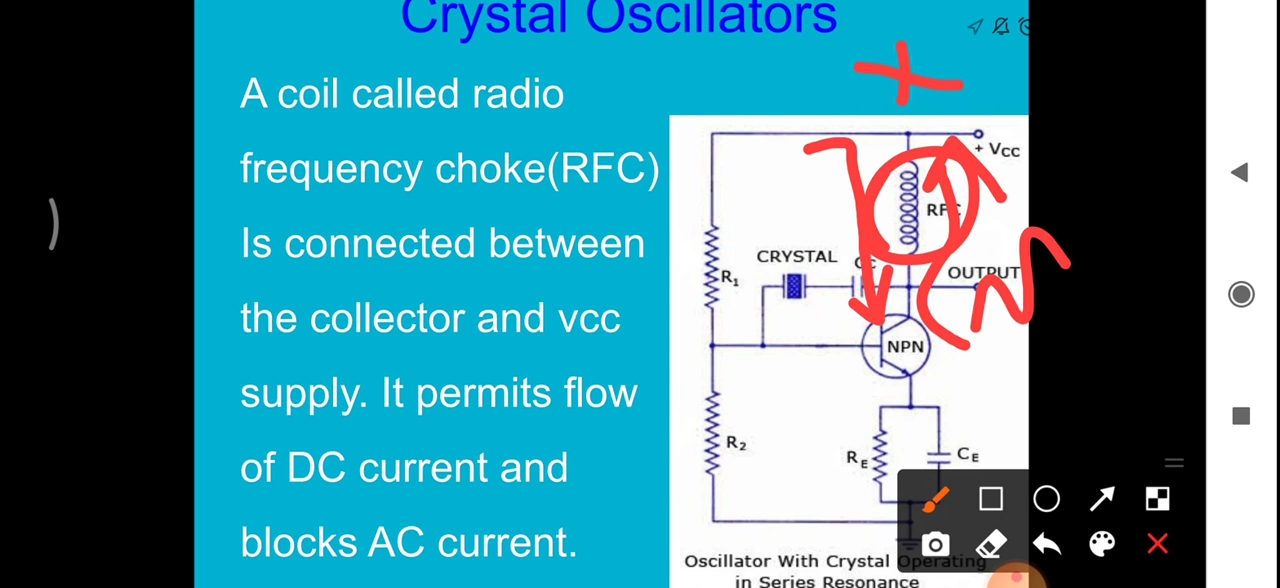 Crystal Oscillators
A coil called radio
frequency choke(RFC)
Is connected between
the collector and vcc
supply. It permits flow
of DC current and
blocks AC current.
+ VCC
RFC
CRYSTAL
CC
R1
OUTPUT
NPN
R2
RE
CE
Oscillator With Crystal Operating
in Series Resonance